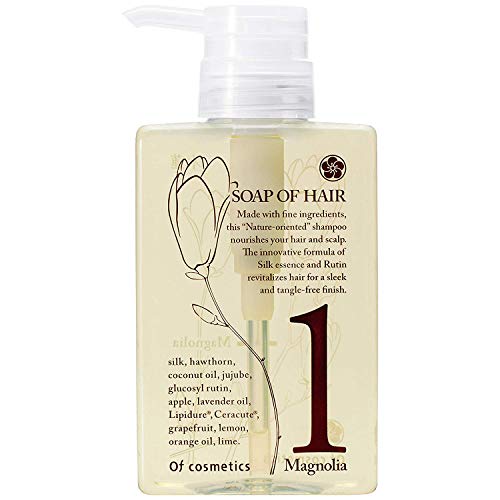 SOAP OF HAIR
Made with fine ingredients,
this "Nature-oriented" shampoo
nourishes your hair and scalp.
The innovative formula of
Silk essence and Rutin
revitalizes hair for a sleek
and tangle-free finish.
silk, hawthorn,
coconut oil, jujube,
glucosyl rutin,
apple, lavender oil,
Lipidure®, Ceracute®,
grapefruit, lemon,
orange oil, lime.
1
Of cosmetics
Magnolia